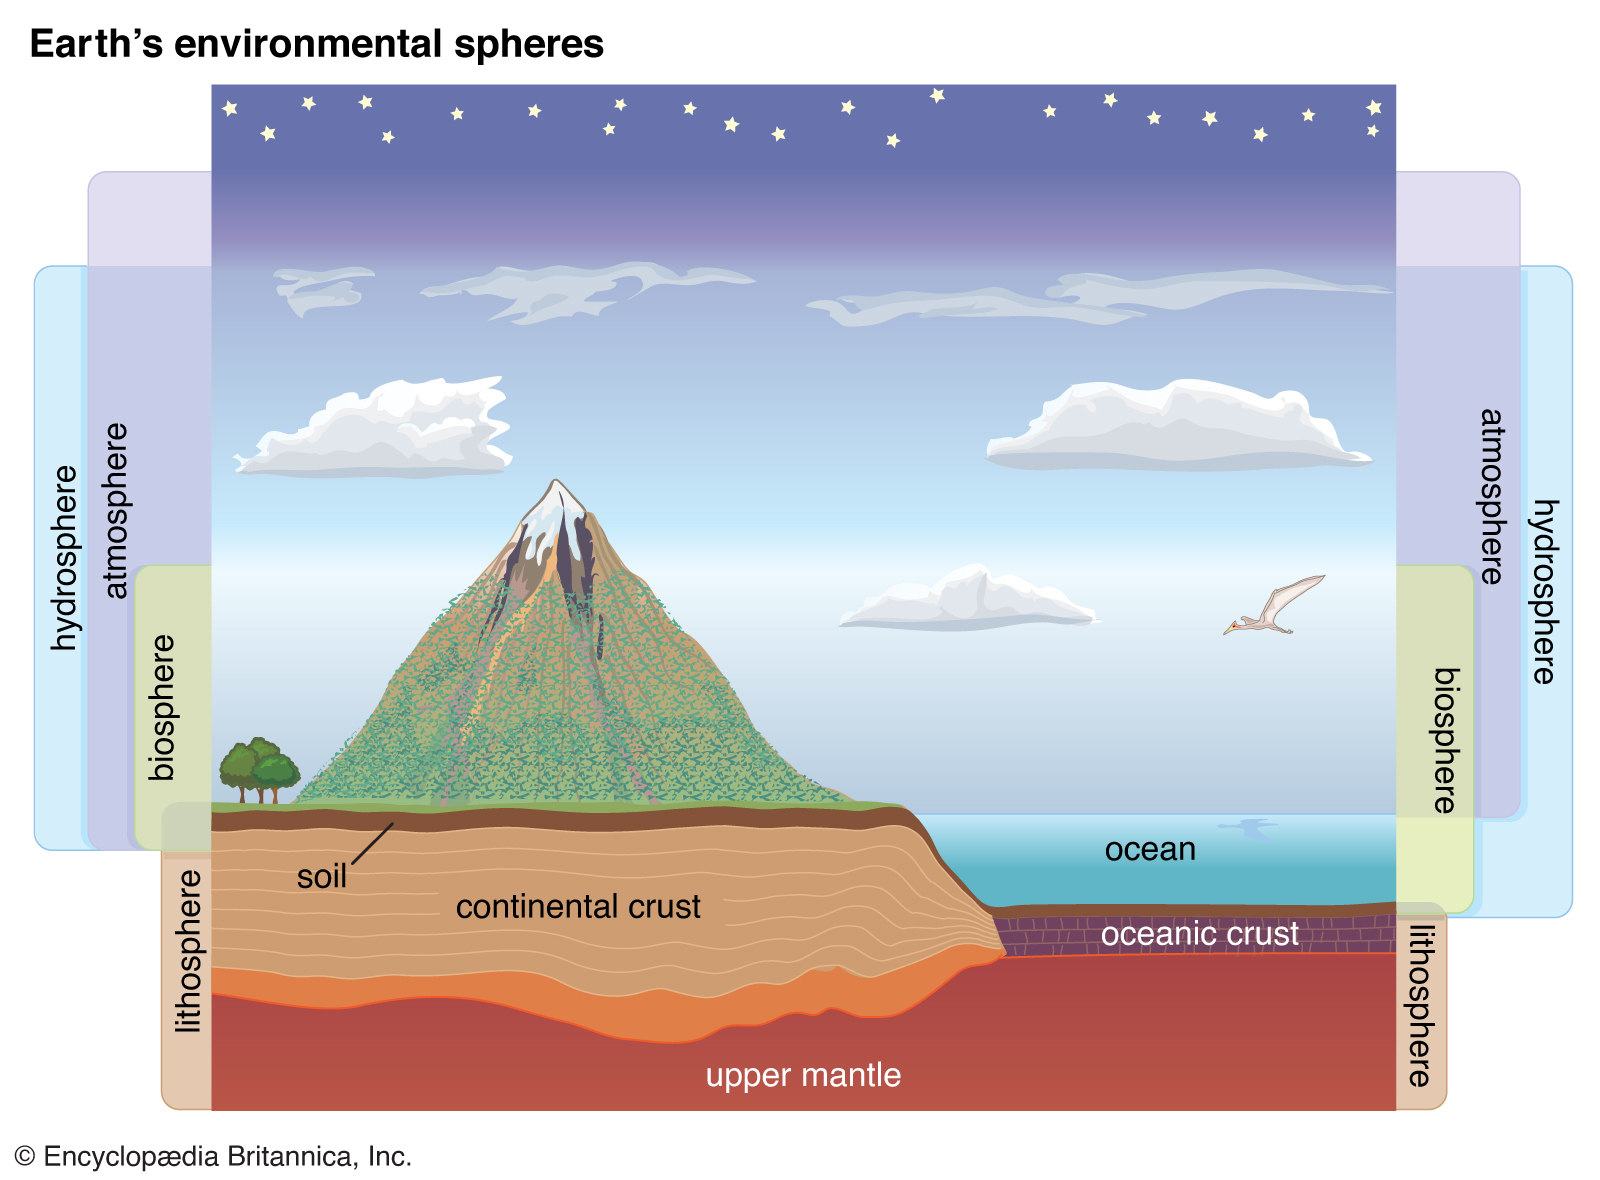 Earth's environmental spheres
hydrosphere
atmosphere
biosphere
lithosphere
soil
continental crust
ocean
oceanic crust
upper mantle
atmosphere
hydrosphere
biosphere
lithosphere
© Encyclopædia Britannica, Inc.